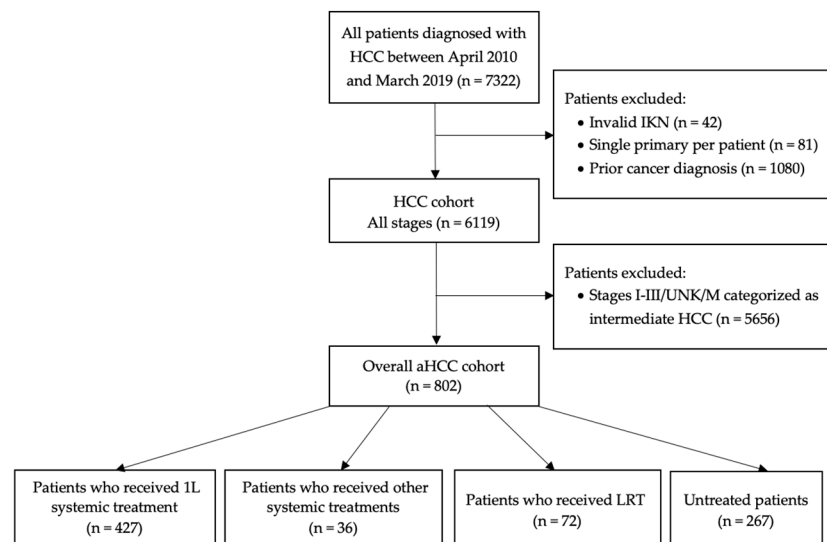 All patients diagnosed with
HCC between April 2010
and March 2019 (n = 7322)
Patients excluded:
• Invalid IKN (n = 42)
• Single primary per patient (n = 81)
• Prior cancer diagnosis (n = 1080)
HCC cohort
All stages (n = 6119)
Patients excluded:
• Stages I-III/UNK/M categorized as
intermediate HCC (n = 5656)
Overall aHCC cohort
(n = 802)
Patients who received 1L
systemic treatment
(n = 427)
Patients who received other
systemic treatments
(n = 36)
Patients who received LRT
(n = 72)
Untreated patients
(n = 267)